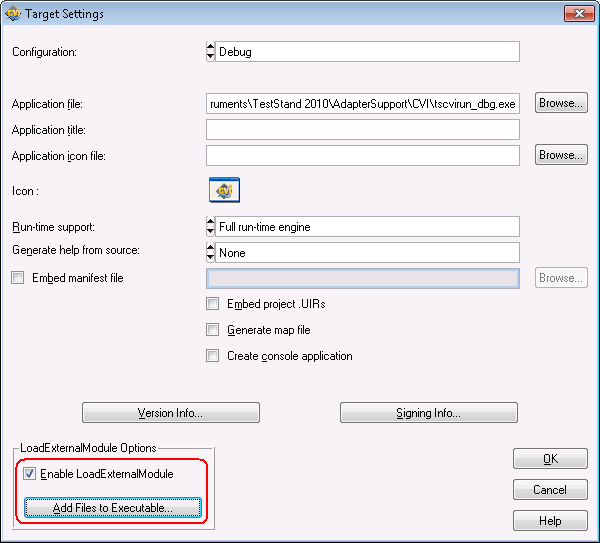 Target Settings
Configuration: Debug
Application file: ruments\TestStand 2010\AdapterSupport\CVI\tscvirun_dbg.exe Browse...
Application title:
Application icon file: Browse...
Icon :
Run-time support: Full run-time engine
Generate help from source: None
Embed manifest file Browse...
Embed project .UIRs
Generate map file
Create console application
Version Info... Signing Info...
LoadExternalModule Options
Enable LoadExternalModule
Add Files to Executable...
OK
Cancel
Help